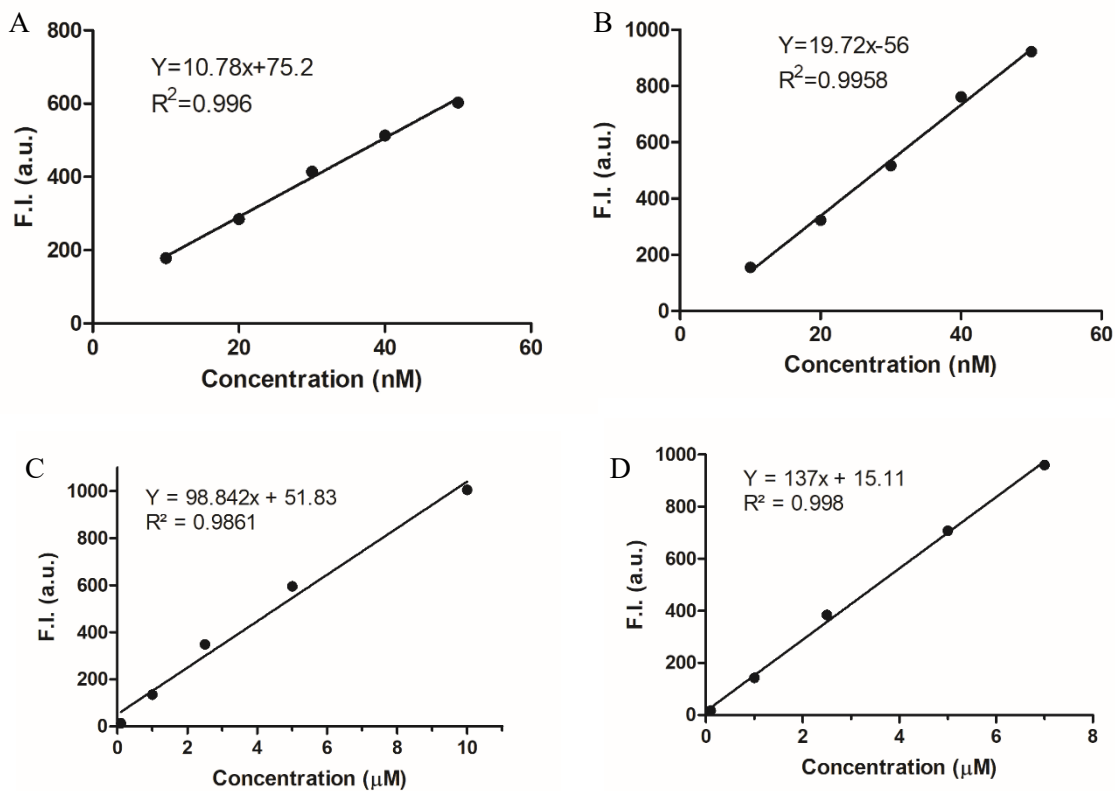 A
Y=10.78x+75.2
R²=0.996
F.I. (a.u.)
800
600
400
200
0
0 20 40 60
Concentration (nM)
B
Y=19.72x-56
R²=0.9958
F.I. (a.u.)
1000
800
600
400
200
0
0 20 40 60
Concentration (nM)
C
Y = 98.842x + 51.83
R² = 0.9861
F.I. (a.u.)
1000
800
600
400
200
0
0 2 4 6 8 10
Concentration (μM)
D
Y = 137x + 15.11
R² = 0.998
F.I. (a.u.)
1000
800
600
400
200
0
0 2 4 6 8
Concentration (μM)